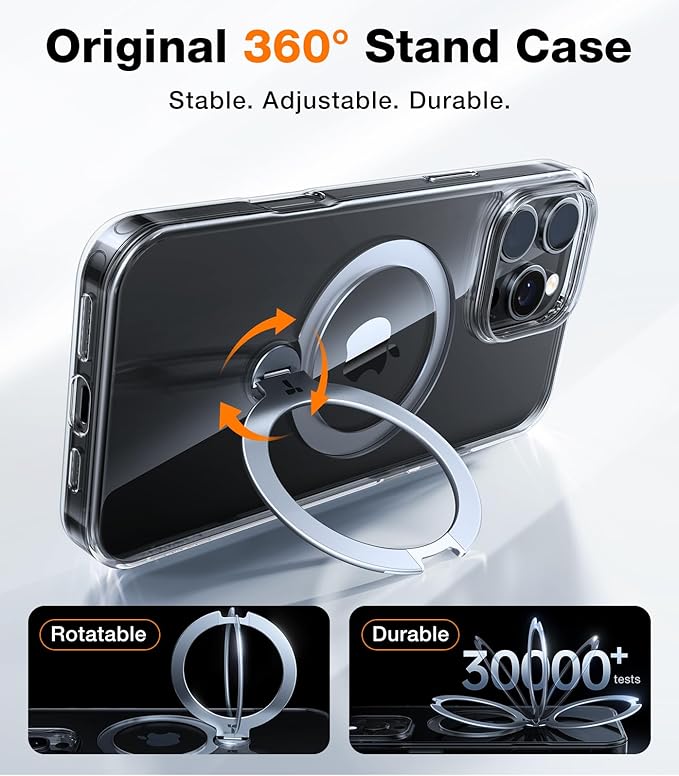 Original 360° Stand Case
Stable. Adjustable. Durable.
Rotatable
Durable
30000+
tests